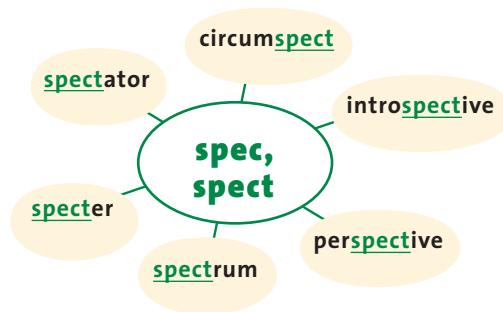 circumspect
spectator
introspective
spec,
spect
specter
perspective
spectrum